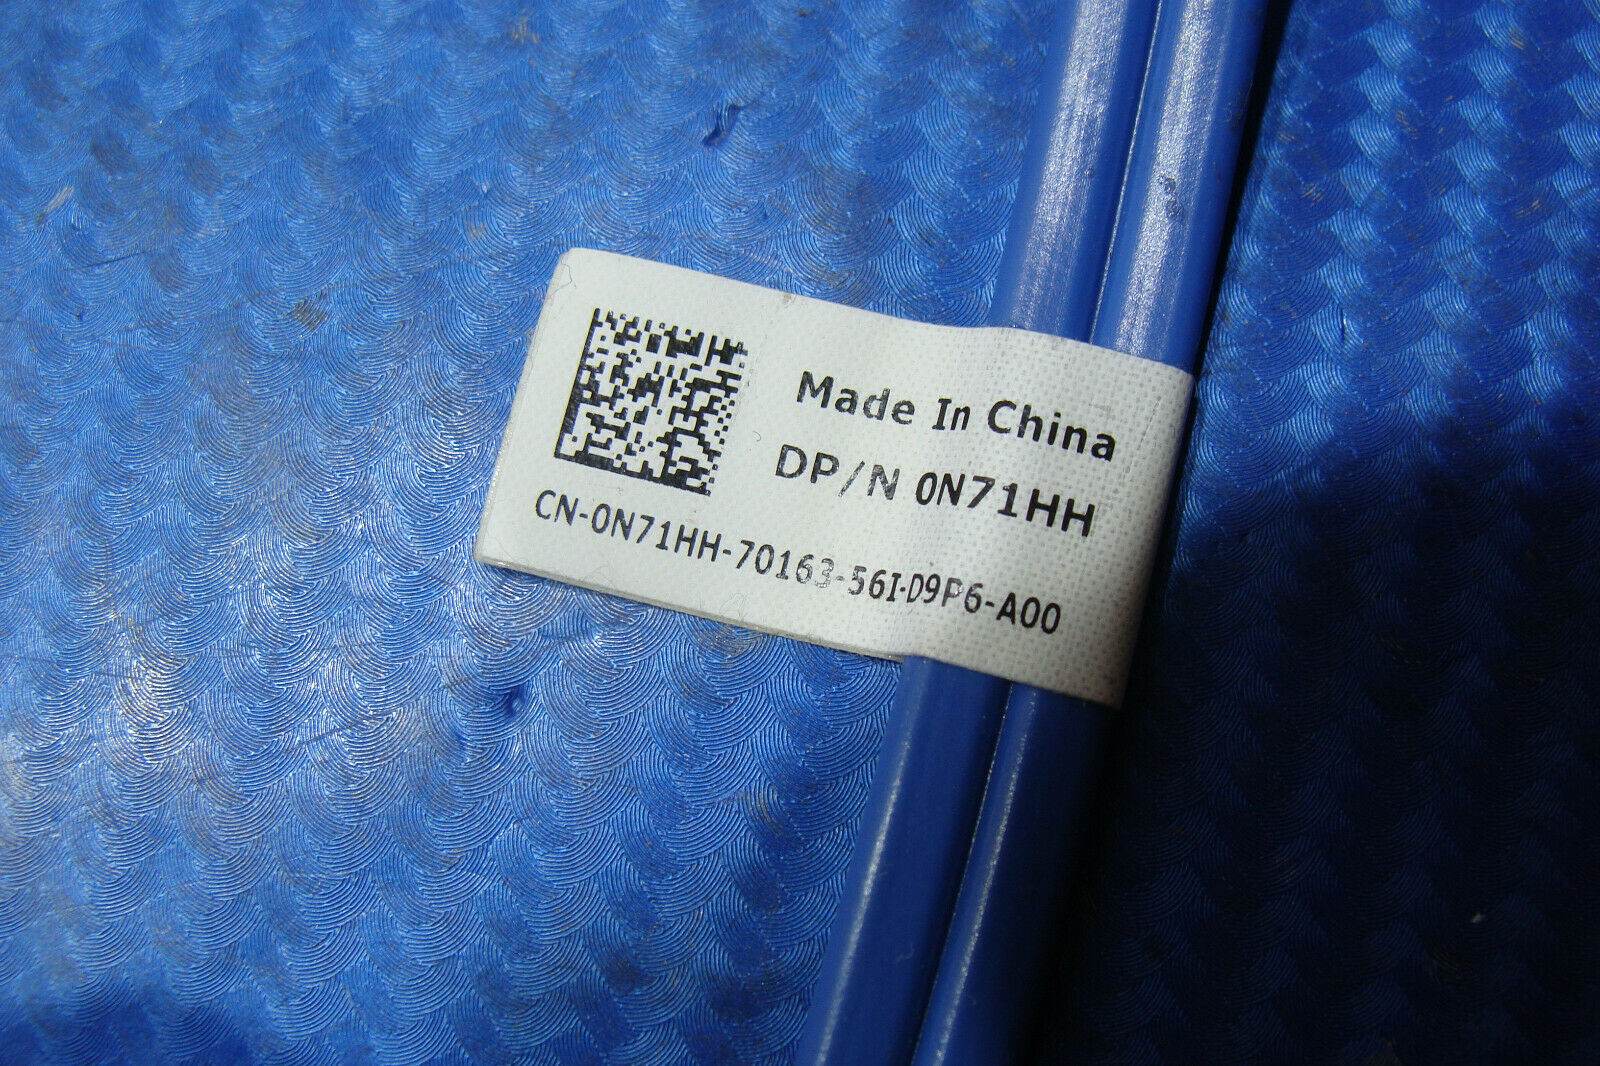 Made In China
DP/N 0N71HH
CN-0N71HH-70163-56I-D9P6-A00